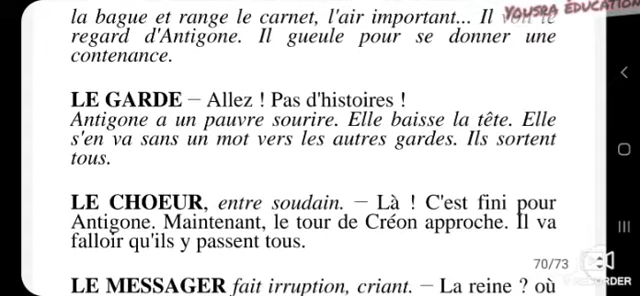 la bague et range le carnet, l'air important... Il voit le
YOUSRA ÉDUCATION
regard d'Antigone. Il gueule pour se donner une
contenance.
LE GARDE – Allez ! Pas d'histoires !
Antigone a un pauvre sourire. Elle baisse la tête. Elle
s'en va sans un mot vers les autres gardes. Ils sortent
tous.
LE CHOEUR, entre soudain. – Là ! C'est fini pour
Antigone. Maintenant, le tour de Créon approche. Il va
falloir qu'ils y passent tous.
70/73
LE MESSAGER fait irruption, criant. – La reine ? où